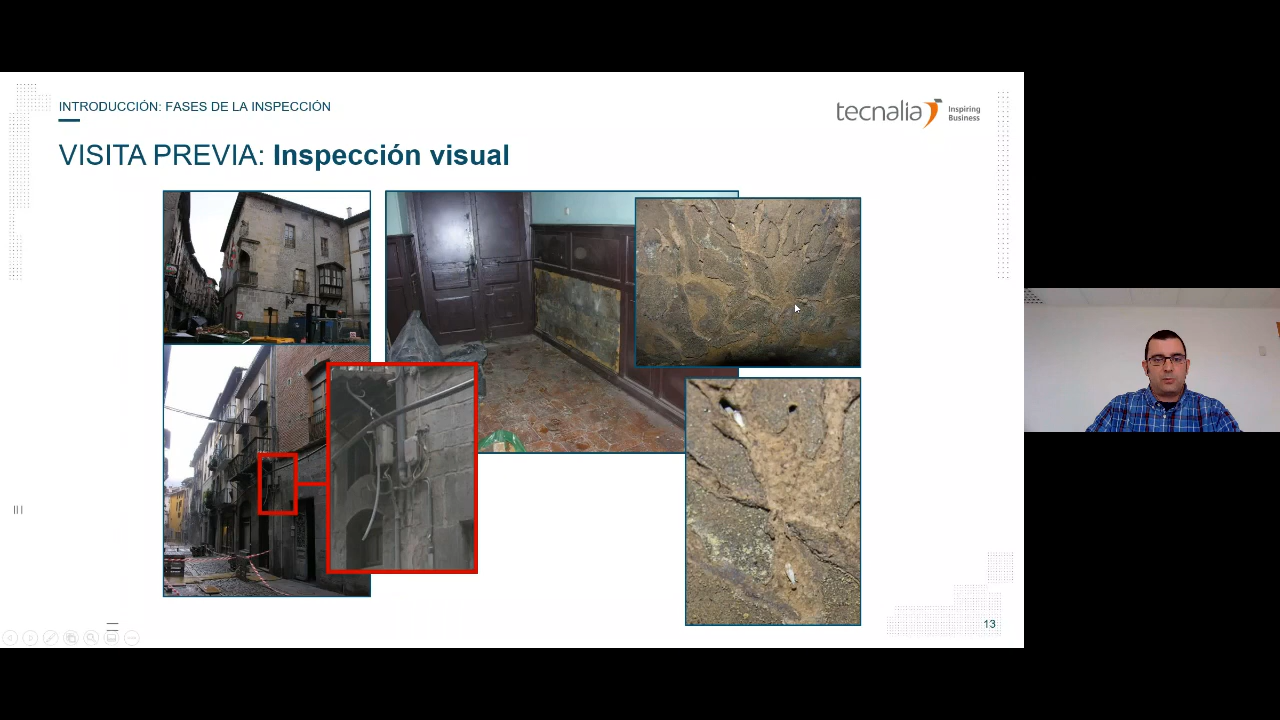 INTRODUCCIÓN: FASES DE LA INSPECCIÓN
tecnalia Inspiring
Business
VISITA PREVIA: Inspección visual
13